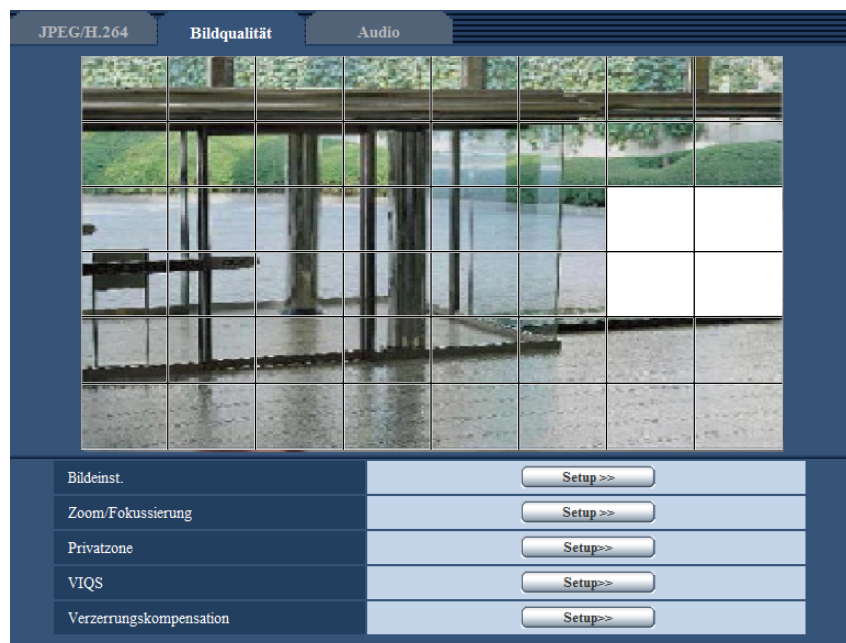 JPEG/H.264 Bildqualität Audio
Bildeinst. Setup>>
Zoom/Fokussierung Setup>>
Privatzone Setup>>
VIQS Setup>>
Verzerrungskompensation Setup>>